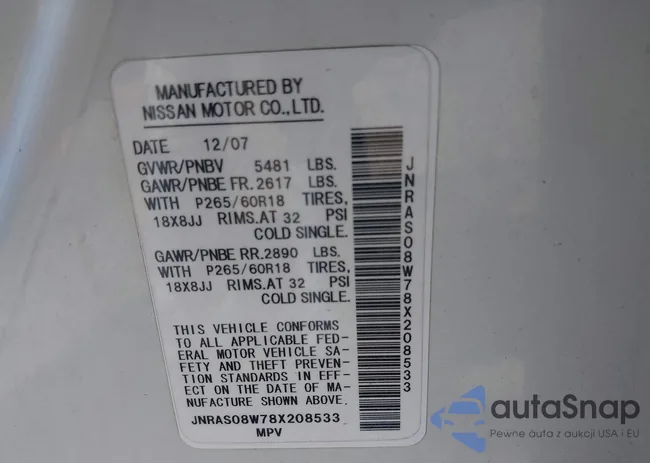 MANUFACTURED BY
NISSAN MOTOR CO.,LTD.
DATE 12/07
GVWR/PNBV 5481 LBS.
GAWR/PNBE FR.2617 LBS.
WITH P265/60R18 TIRES,
18X8JJ RIMS.AT 32 PSI
COLD SINGLE.
GAWR/PNBE RR.2890 LBS.
WITH P265/60R18 TIRES,
18X8JJ RIMS.AT 32 PSI
COLD SINGLE.
THIS VEHICLE CONFORMS
TO ALL APPLICABLE FED-
ERAL MOTOR VEHICLE SA-
FETY AND THEFT PREVEN-
TION STANDARDS IN EFF-
ECT ON THE DATE OF MA-
NUFACTURE SHOWN ABOVE.
JNRAS08W78X208533
MPV
JNRAS08W78X208533
autoSnap
Pewne auta z aukcji USA i EU